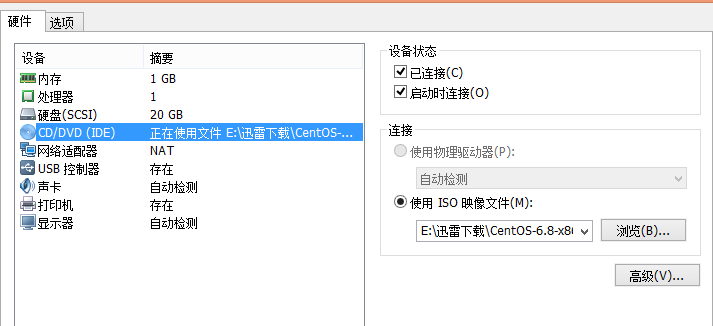 硬件 选项
设备 摘要
内存 1 GB
处理器 1
硬盘(SCSI) 20 GB
CD/DVD (IDE) 正在使用文件 E:\迅雷下载\CentOS-...
网络适配器 NAT
USB 控制器 存在
声卡 自动检测
打印机 存在
显示器 自动检测
设备状态
已连接(C)
启动时连接(O)
连接
使用物理驱动器(P):
自动检测
使用 ISO 映像文件(M):
E:\迅雷下载\CentOS-6.8-x86 浏览(B)...
高级(V)...